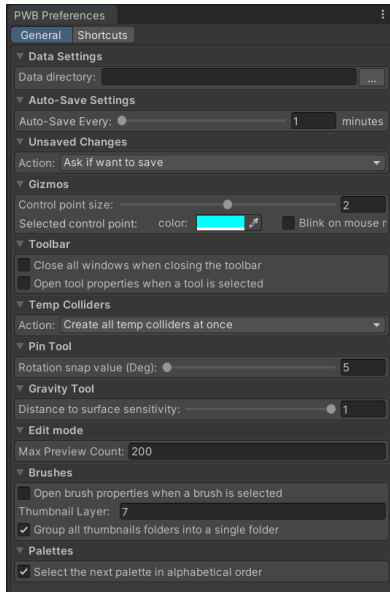 PWB Preferences
General Shortcuts
Data Settings
Data directory: ...
Auto-Save Settings
Auto-Save Every: 1 minutes
Unsaved Changes
Action: Ask if want to save
Gizmos
Control point size: 2
Selected control point: color: Blink on mouse r
Toolbar
Close all windows when closing the toolbar
Open tool properties when a tool is selected
Temp Colliders
Action: Create all temp colliders at once
Pin Tool
Rotation snap value (Deg): 5
Gravity Tool
Distance to surface sensitivity: 1
Edit mode
Max Preview Count: 200
Brushes
Open brush properties when a brush is selected
Thumbnail Layer: 7
Group all thumbnails folders into a single folder
Palettes
Select the next palette in alphabetical order